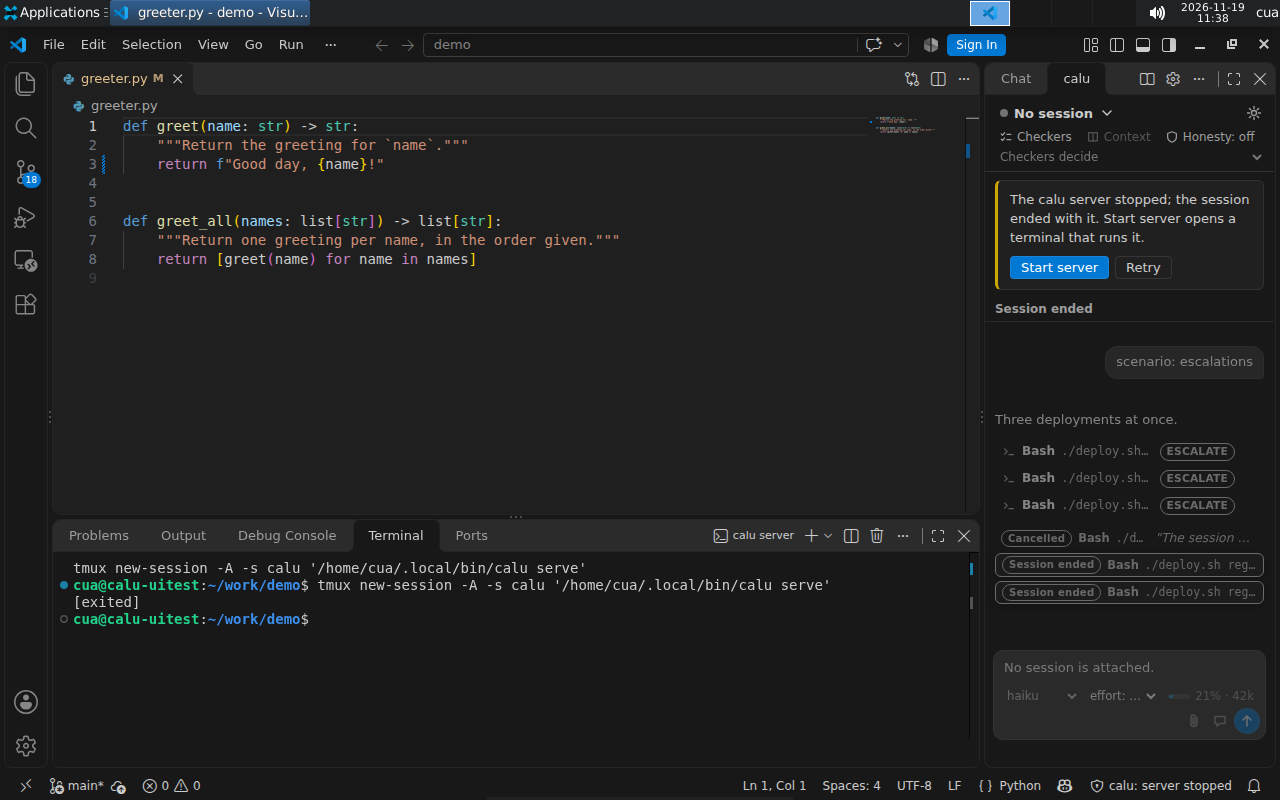 Applications
greeter.py - demo - Visu...
2026-11-19
11:38
cua
File Edit Selection View Go Run ···
demo
Sign In
greeter.py M
greeter.py
1 def greet(name: str) -> str:
2 """Return the greeting for `name`."""
3 return f"Good day, {name}!"
4
5
6 def greet_all(names: list[str]) -> list[str]:
7 """Return one greeting per name, in the order given."""
8 return [greet(name) for name in names]
9
18
Chat calu
No session
Checkers Context Honesty: off
Checkers decide
The calu server stopped; the session
ended with it. Start server opens a
terminal that runs it.
Start server Retry
Session ended
scenario: escalations
Three deployments at once.
Bash ./deploy.sh… ESCALATE
Bash ./deploy.sh… ESCALATE
Bash ./deploy.sh… ESCALATE
Cancelled Bash ./d… "The session …
Session ended Bash ./deploy.sh reg…
Session ended Bash ./deploy.sh reg…
No session is attached.
haiku effort: ... 21% · 42k
Problems Output Debug Console Terminal Ports
calu server
tmux new-session -A -s calu '/home/cua/.local/bin/calu serve'
cua@calu-uitest:~/work/demo$ tmux new-session -A -s calu '/home/cua/.local/bin/calu serve'
[exited]
cua@calu-uitest:~/work/demo$
main* 0 0
Ln 1, Col 1 Spaces: 4 UTF-8 LF { } Python calu: server stopped